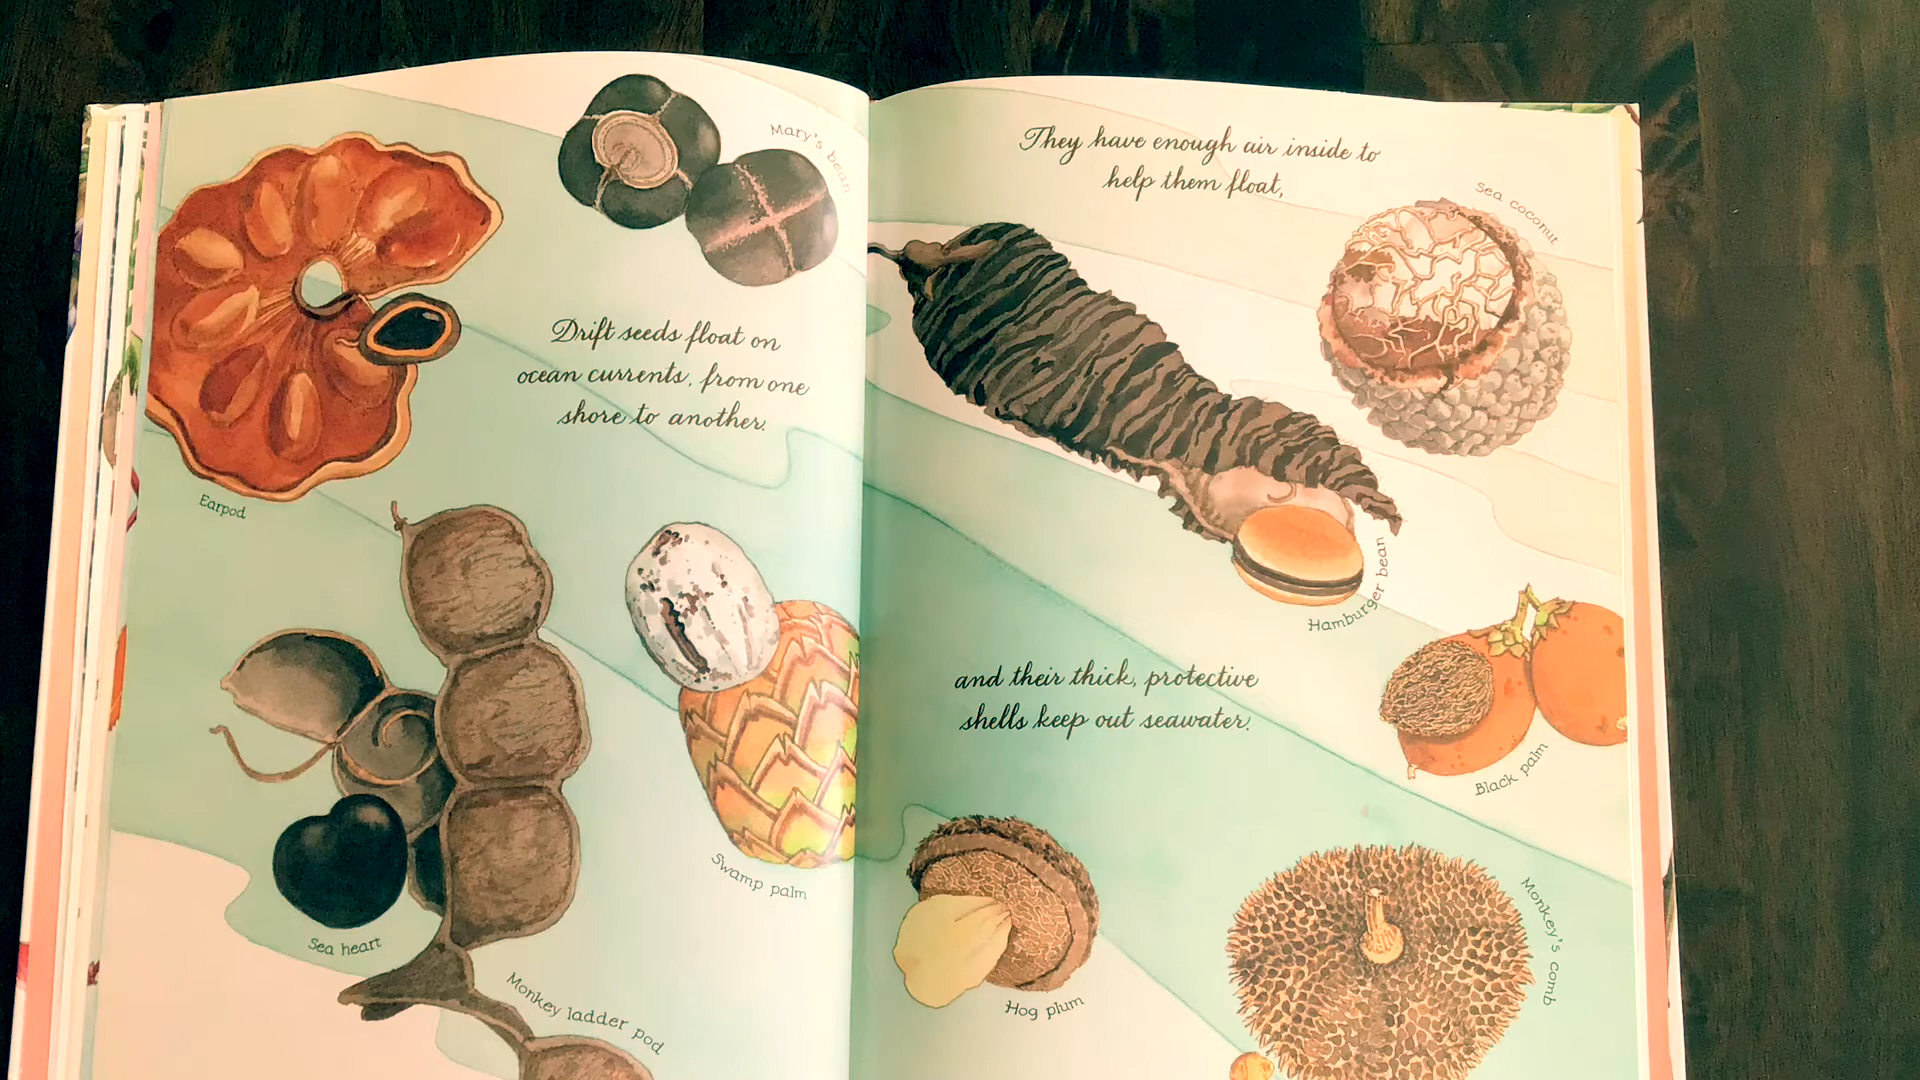 Mary's bean
Drift seeds float on
ocean currents, from one
shore to another.
Earpod
Swamp palm
Sea heart
Monkey ladder pod
They have enough air inside to
help them float,
Sea coconut
Hamburger bean
and their thick, protective
shells keep out seawater.
Black palm
Hog plum
Monkey's comb